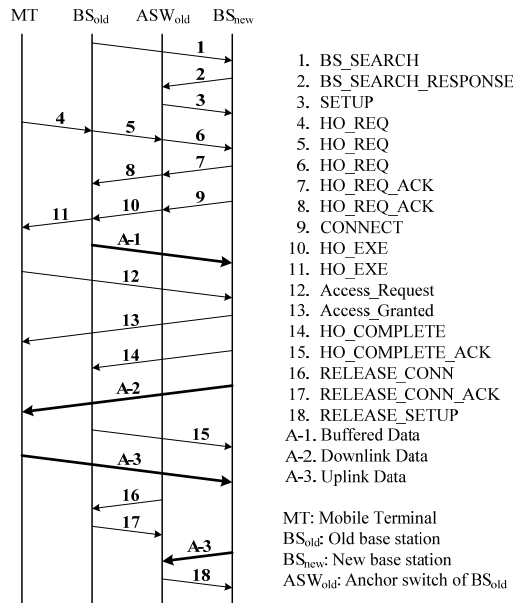 MT BSold ASWold BSnew
1
2
3
4 5 6
7
8
9
10
11
A-1
12
13
14
A-2
15
A-3
16
17
A-3
18
1. BS_SEARCH
2. BS_SEARCH_RESPONSE
3. SETUP
4. HO_REQ
5. HO_REQ
6. HO_REQ
7. HO_REQ_ACK
8. HO_REQ_ACK
9. CONNECT
10. HO_EXE
11. HO_EXE
12. Access_Request
13. Access_Granted
14. HO_COMPLETE
15. HO_COMPLETE_ACK
16. RELEASE_CONN
17. RELEASE_CONN_ACK
18. RELEASE_SETUP
A-1. Buffered Data
A-2. Downlink Data
A-3. Uplink Data
MT: Mobile Terminal
BSold: Old base station
BSnew: New base station
ASWold: Anchor switch of BSold